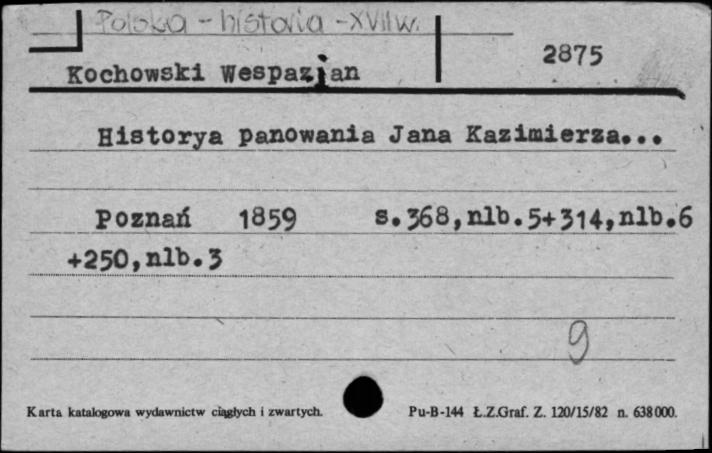 Polska - historia - XVII w.
2875
Kochowski Wespazjan
Historya panowania Jana Kazimierza...
Poznań 1859 s.368,nlb.5+314,nlb.6
+250,nlb.3
9
Karta katalogowa wydawnictw ciągłych i zwartych. Pu-B-144 Ł.Z.Graf. Z. 120/15/82 n. 638000.